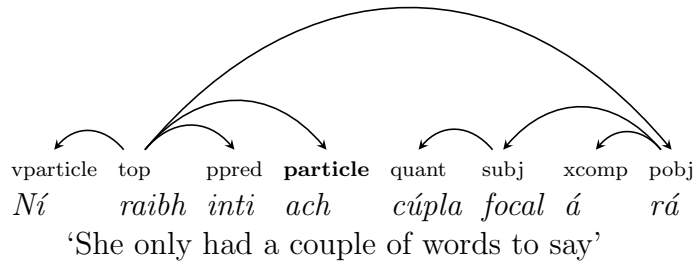 vparticle top ppred particle quant subj xcomp pobj
Ní raibh inti ach cúpla focal á rá
‘She only had a couple of words to say’